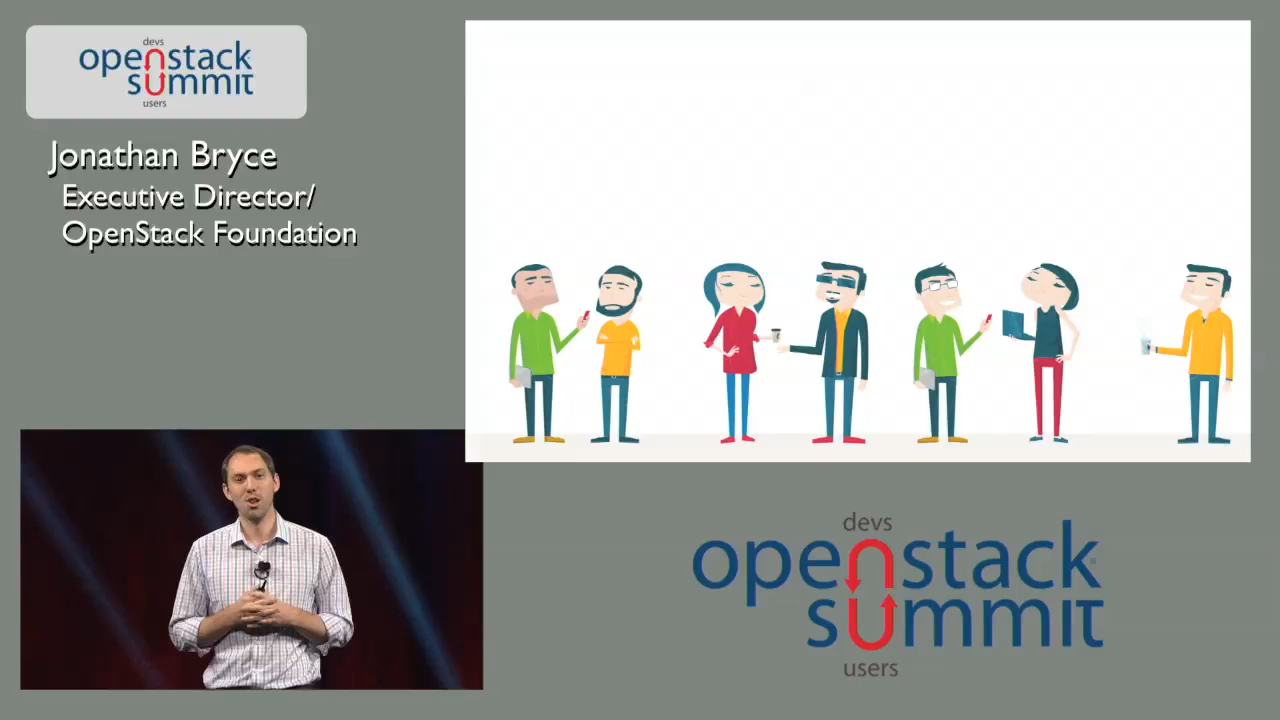 devs
openstack
summit
users
Jonathan Bryce
Executive Director/
OpenStack Foundation
devs
openstack
summit
users